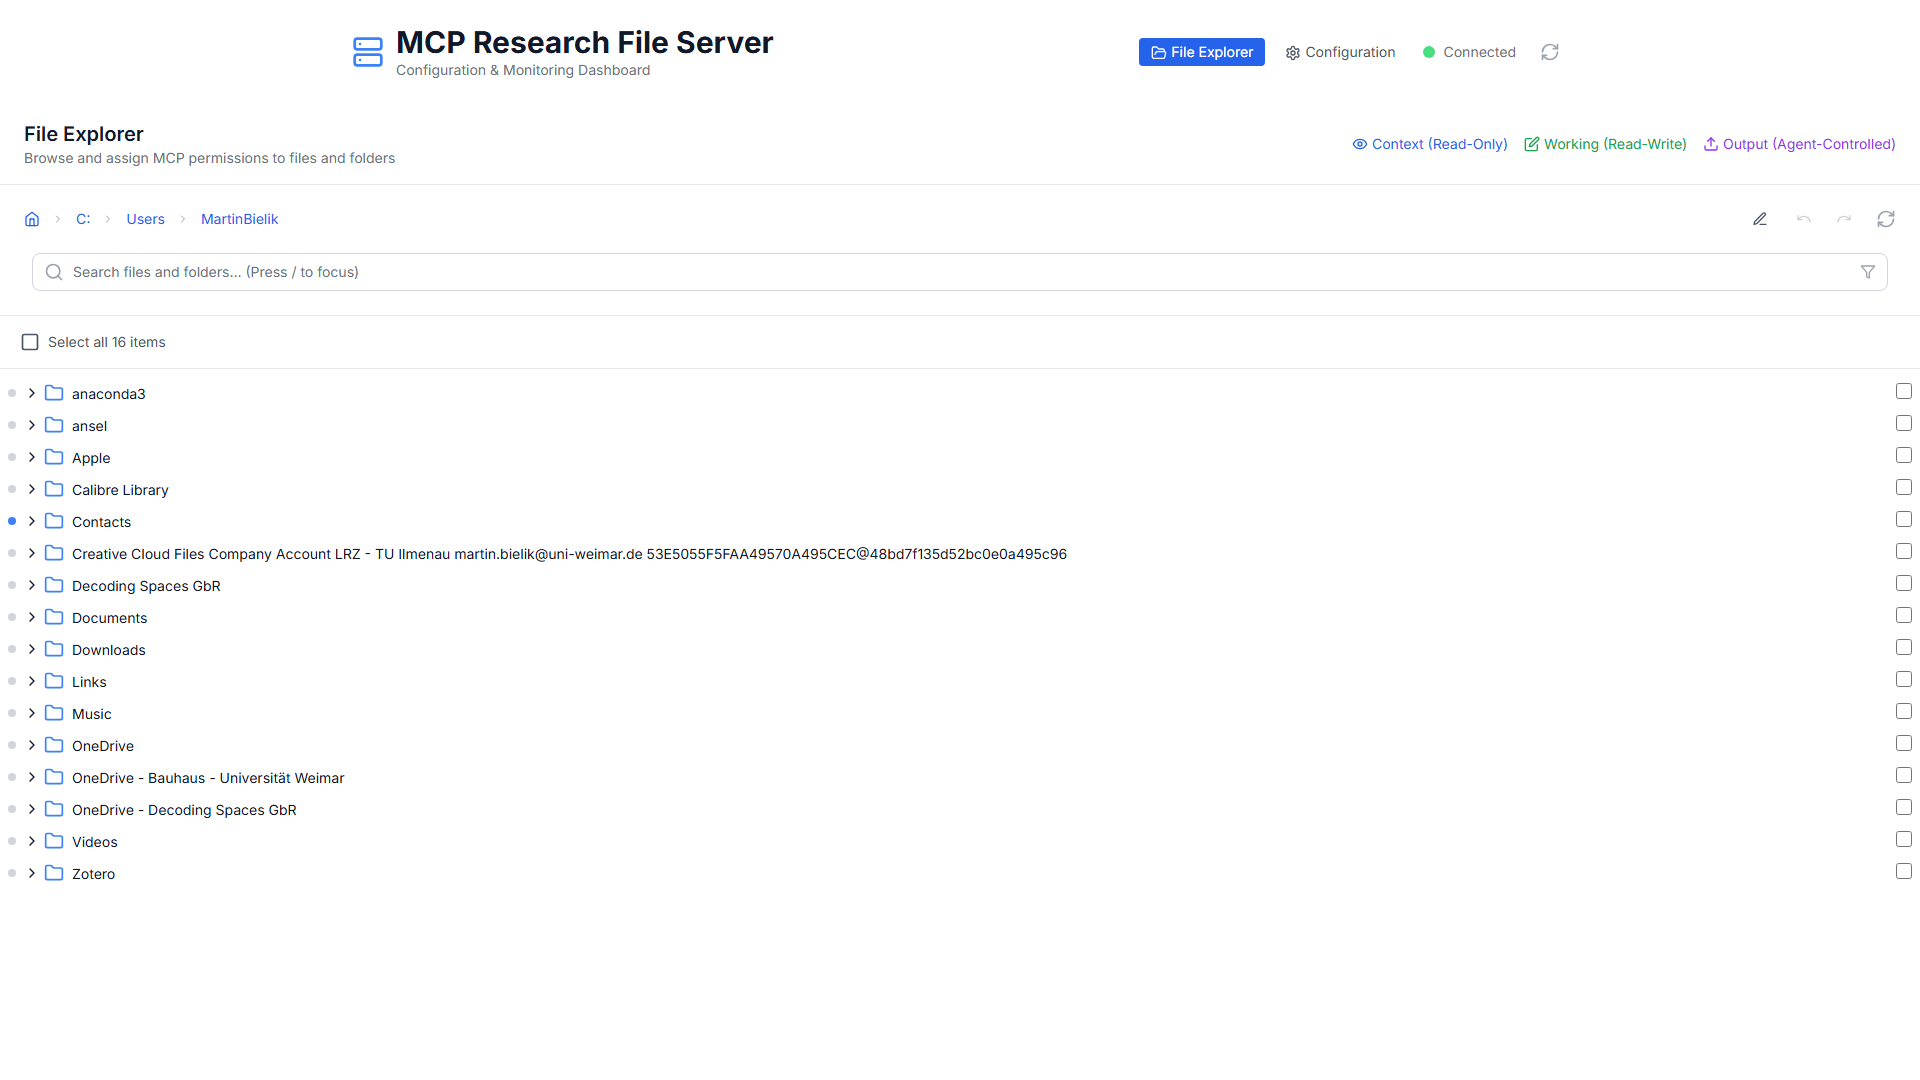 MCP Research File Server
Configuration & Monitoring Dashboard
File Explorer
Configuration
Connected
File Explorer
Browse and assign MCP permissions to files and folders
Context (Read-Only)
Working (Read-Write)
Output (Agent-Controlled)
C: Users MartinBielik
Search files and folders... (Press / to focus)
Select all 16 items
anaconda3
ansel
Apple
Calibre Library
Contacts
Creative Cloud Files Company Account LRZ - TU Ilmenau martin.bielik@uni-weimar.de 53E5055F5FAA49570A495CEC@48bd7f135d52bc0e0a495c96
Decoding Spaces GbR
Documents
Downloads
Links
Music
OneDrive
OneDrive - Bauhaus - Universität Weimar
OneDrive - Decoding Spaces GbR
Videos
Zotero